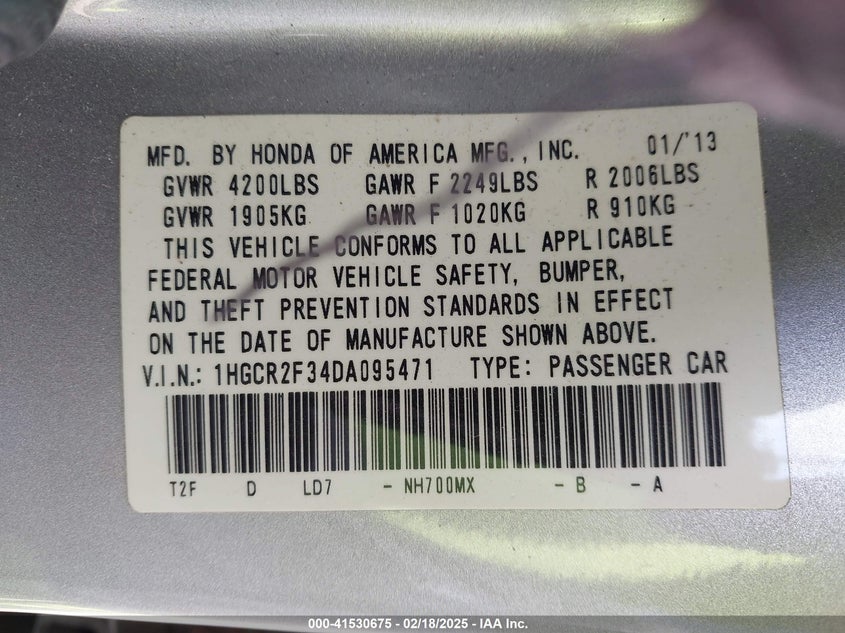 MFD. BY HONDA OF AMERICA MFG., INC. 01/'13
GVWR 4200LBS GAWR F 2249LBS R 2006LBS
GVWR 1905KG GAWR F 1020KG R 910KG
THIS VEHICLE CONFORMS TO ALL APPLICABLE
FEDERAL MOTOR VEHICLE SAFETY, BUMPER,
AND THEFT PREVENTION STANDARDS IN EFFECT
ON THE DATE OF MANUFACTURE SHOWN ABOVE.
V.I.N.: 1HGCR2F34DA095471 TYPE: PASSENGER CAR
T2F D LD7 - NH700MX - B - A
000-41530675 - 02/18/2025 - IAA Inc.